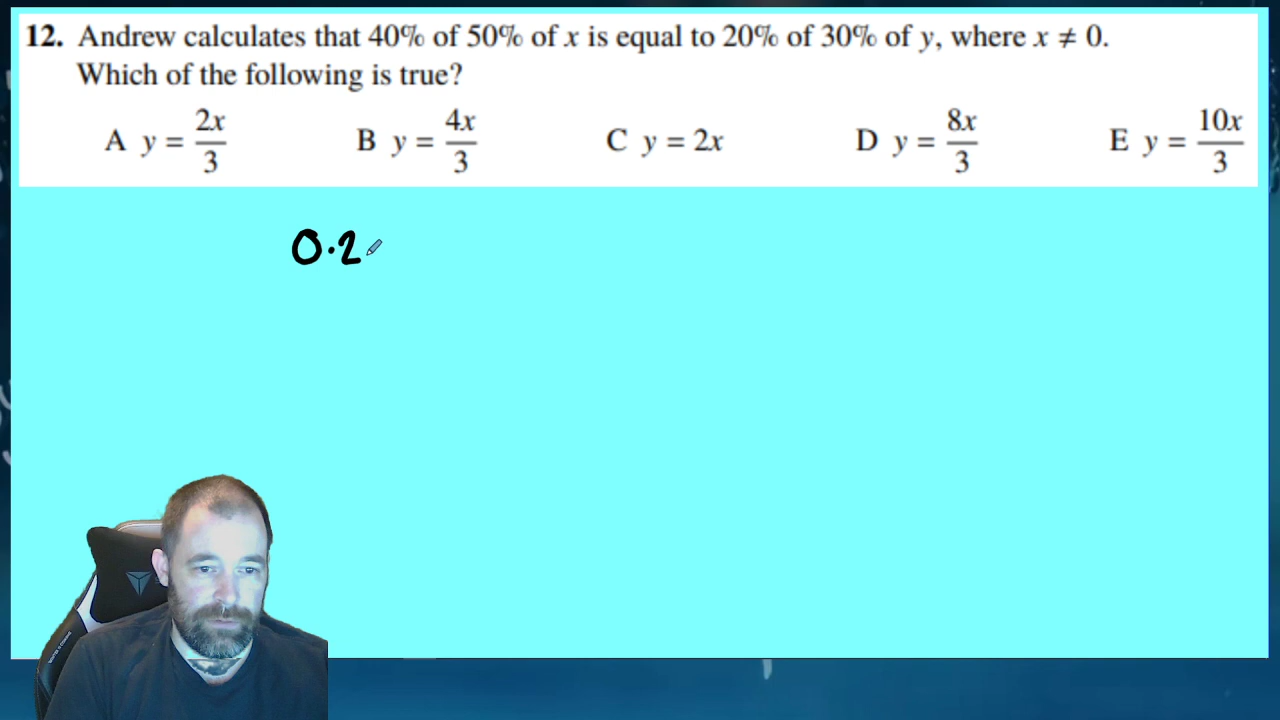 12. Andrew calculates that 40% of 50% of x is equal to 20% of 30% of y, where x ≠ 0.
Which of the following is true?
A y = 2x/3 B y = 4x/3 C y = 2x D y = 8x/3 E y = 10x/3
0.2